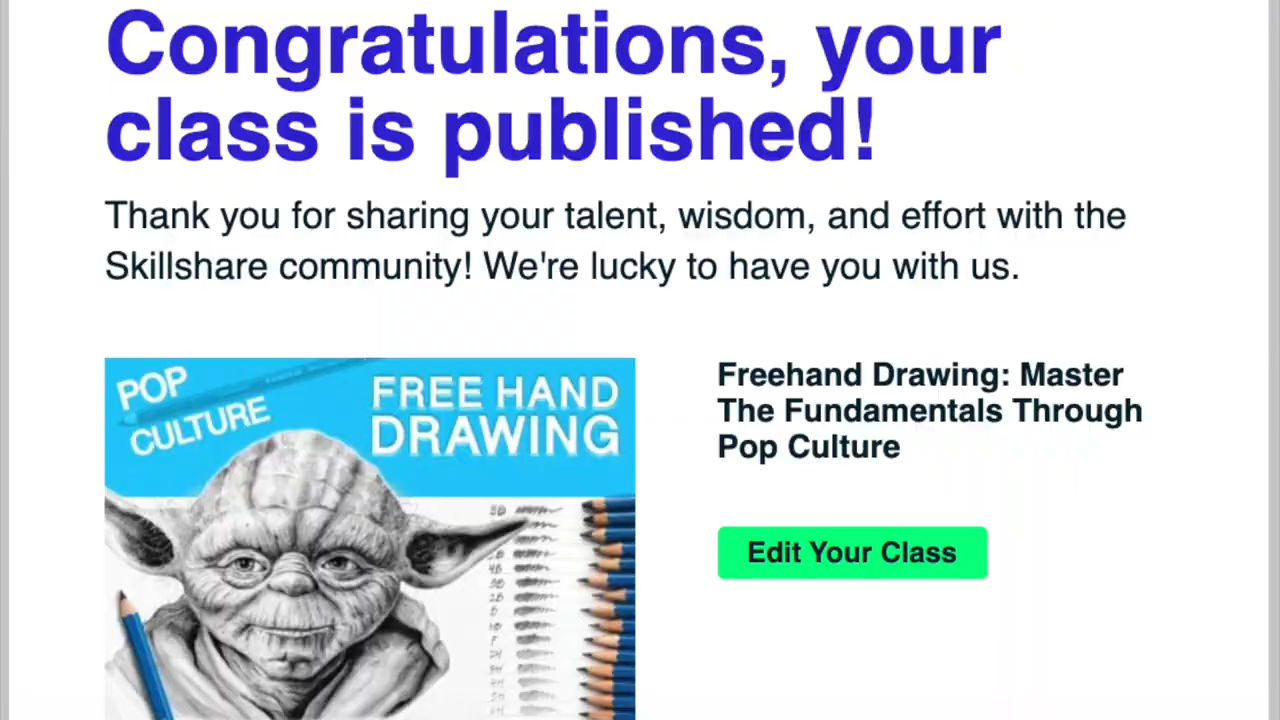 Congratulations, your
class is published!
Thank you for sharing your talent, wisdom, and effort with the
Skillshare community! We're lucky to have you with us.
POP
CULTURE
FREE HAND
DRAWING
Freehand Drawing: Master
The Fundamentals Through
Pop Culture
Edit Your Class